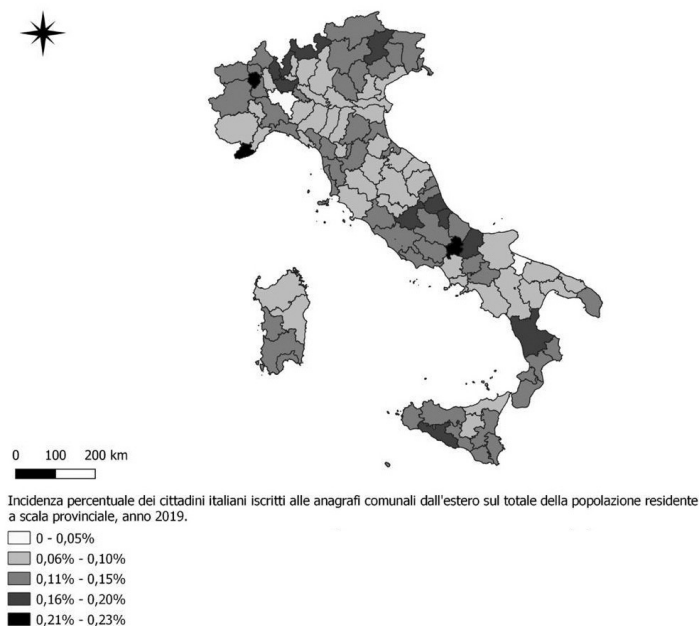 0 100 200 km
Incidenza percentuale dei cittadini italiani iscritti alle anagrafi comunali dall'estero sul totale della popolazione residente
a scala provinciale, anno 2019.
0 - 0,05%
0,06% - 0,10%
0,11% - 0,15%
0,16% - 0,20%
0,21% - 0,23%